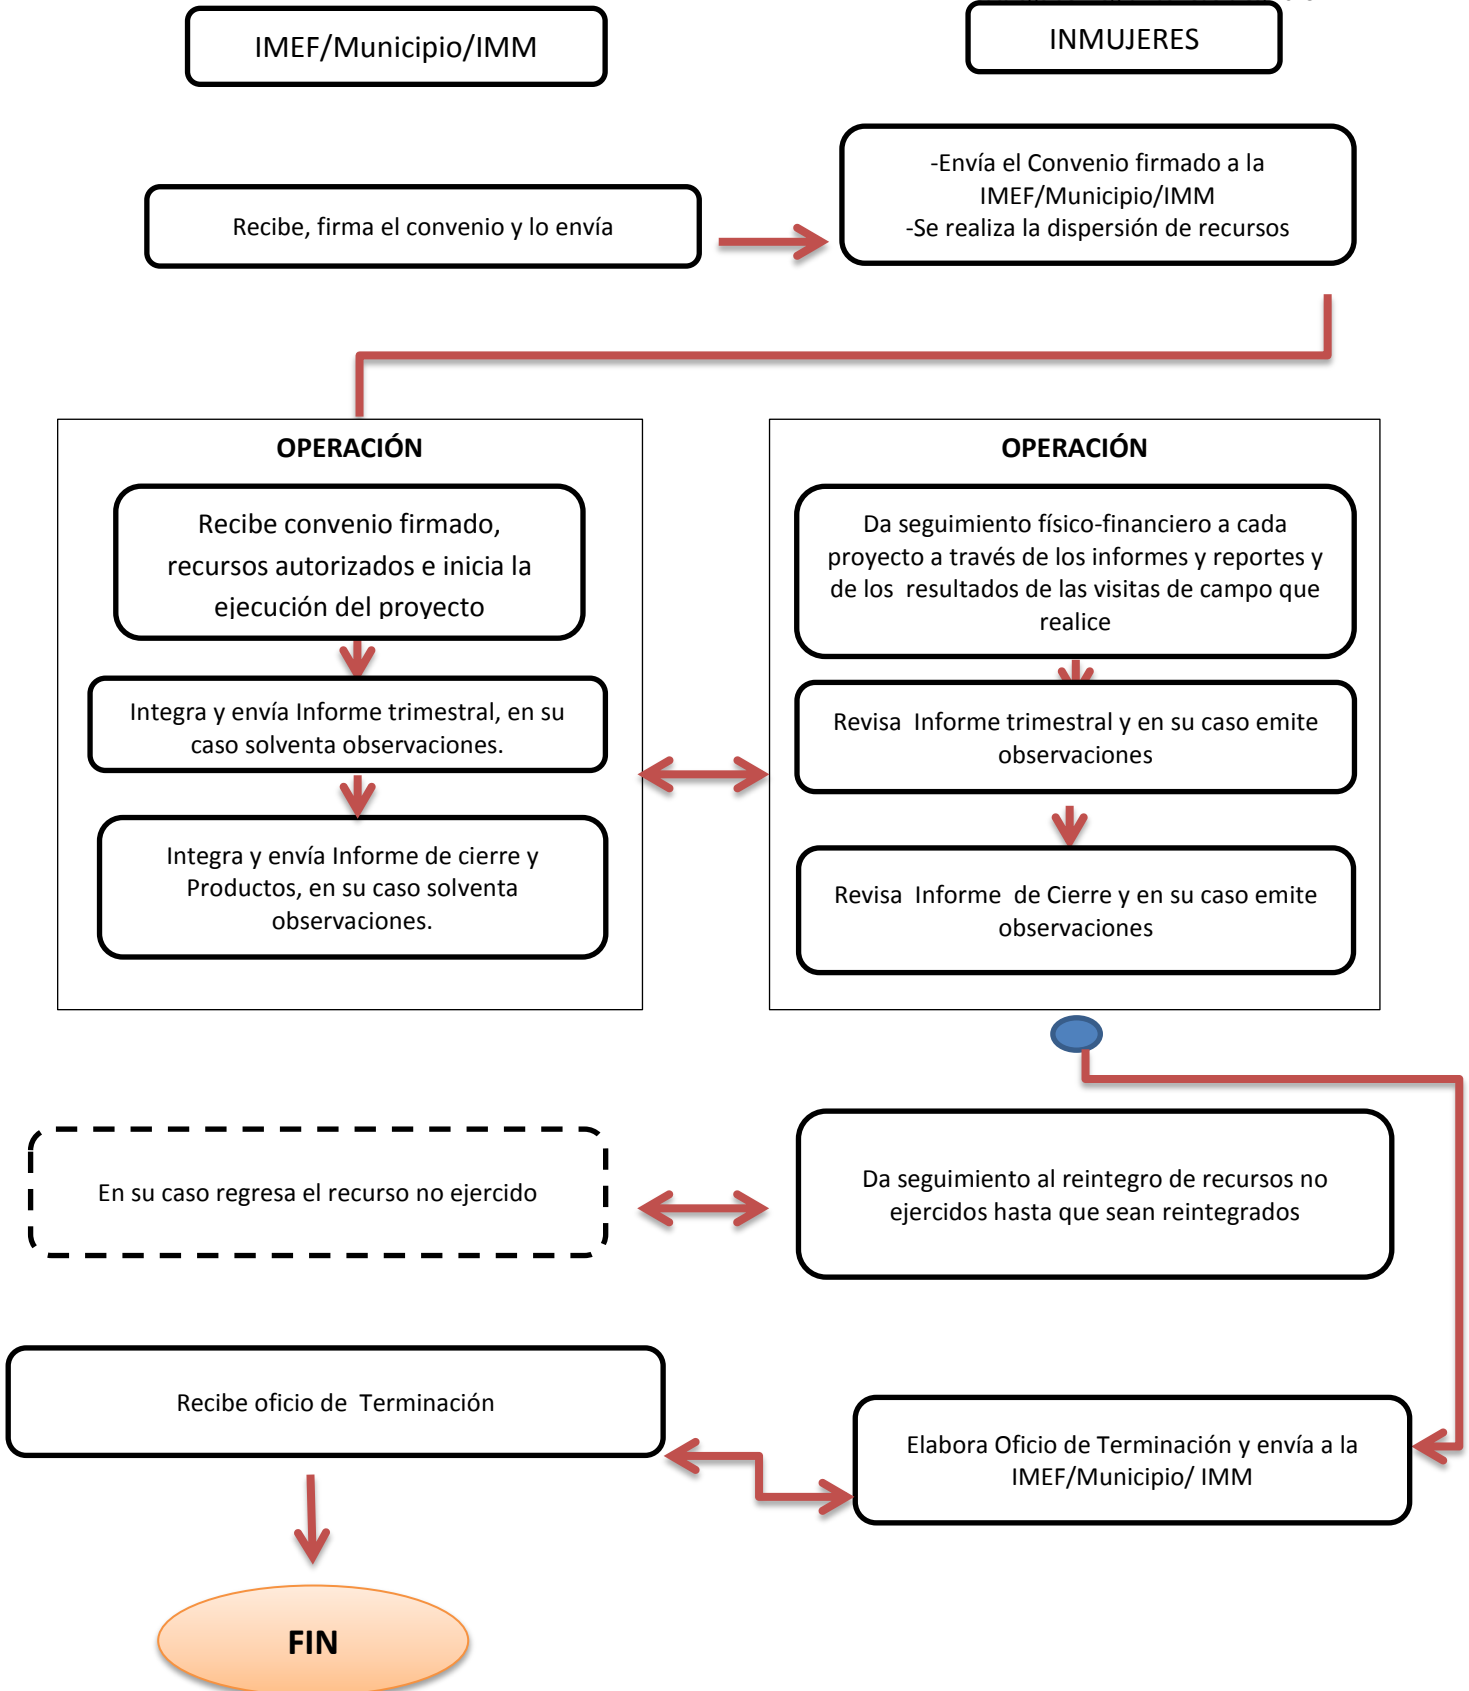 IMEF/Municipio/IMM
INMUJERES
-Envía el Convenio firmado a la
IMEF/Municipio/IMM
-Se realiza la dispersión de recursos
Recibe, firma el convenio y lo envía
OPERACIÓN
Recibe convenio firmado,
recursos autorizados e inicia la
ejecución del proyecto
Integra y envía Informe trimestral, en su
caso solventa observaciones.
Integra y envía Informe de cierre y
Productos, en su caso solventa
observaciones.
OPERACIÓN
Da seguimiento físico-financiero a cada
proyecto a través de los informes y reportes y
de los  resultados de las visitas de campo que
realice
Revisa  Informe trimestral y en su caso emite
observaciones
Revisa  Informe  de Cierre y en su caso emite
observaciones
En su caso regresa el recurso no ejercido
Da seguimiento al reintegro de recursos no
ejercidos hasta que sean reintegrados
Recibe oficio de  Terminación
Elabora Oficio de Terminación y envía a la
IMEF/Municipio/ IMM
FIN